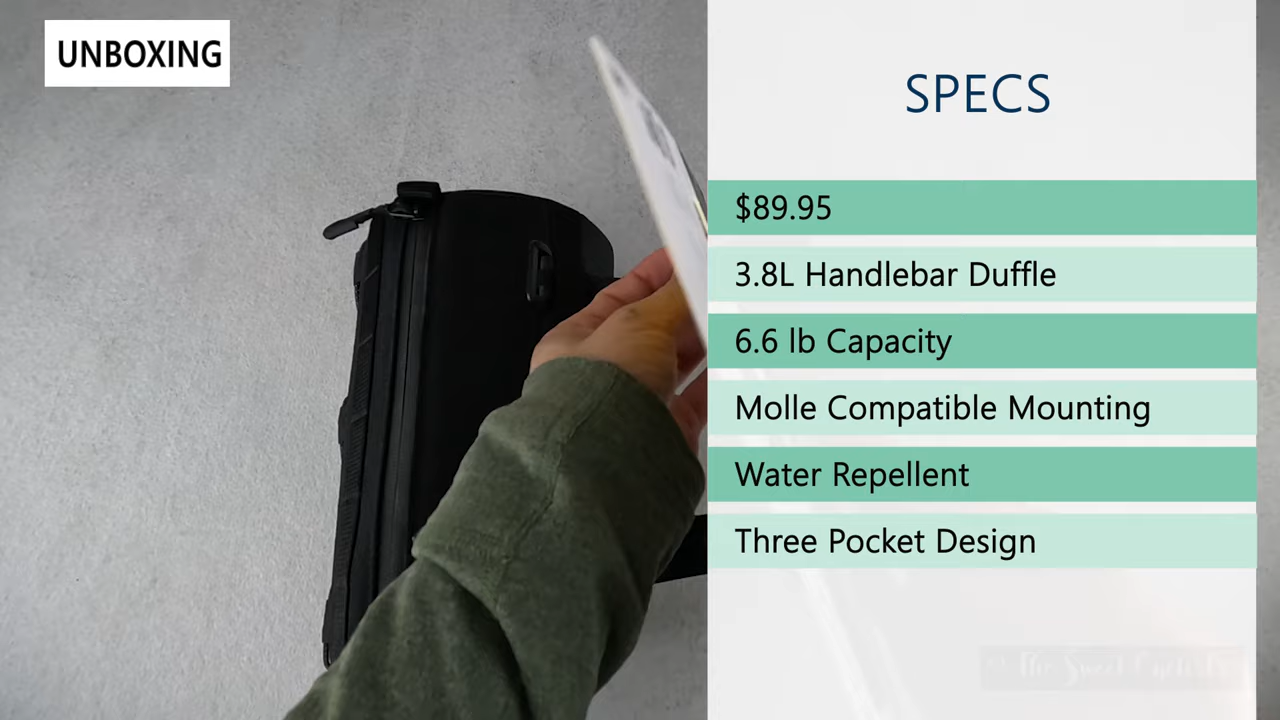 UNBOXING
SPECS
$89.95
3.8L Handlebar Duffle
6.6 lb Capacity
Molle Compatible Mounting
Water Repellent
Three Pocket Design